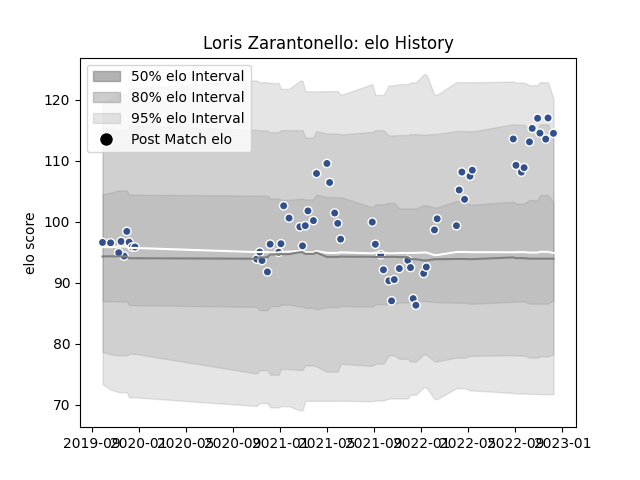 Loris Zarantonello: elo History
50% elo Interval
80% elo Interval
95% elo Interval
Post Match elo
elo score
120
110
100
90
80
70
2019-09 2020-01 2020-05 2020-09 2021-01 2021-05 2021-09 2022-01 2022-05 2022-09 2023-01